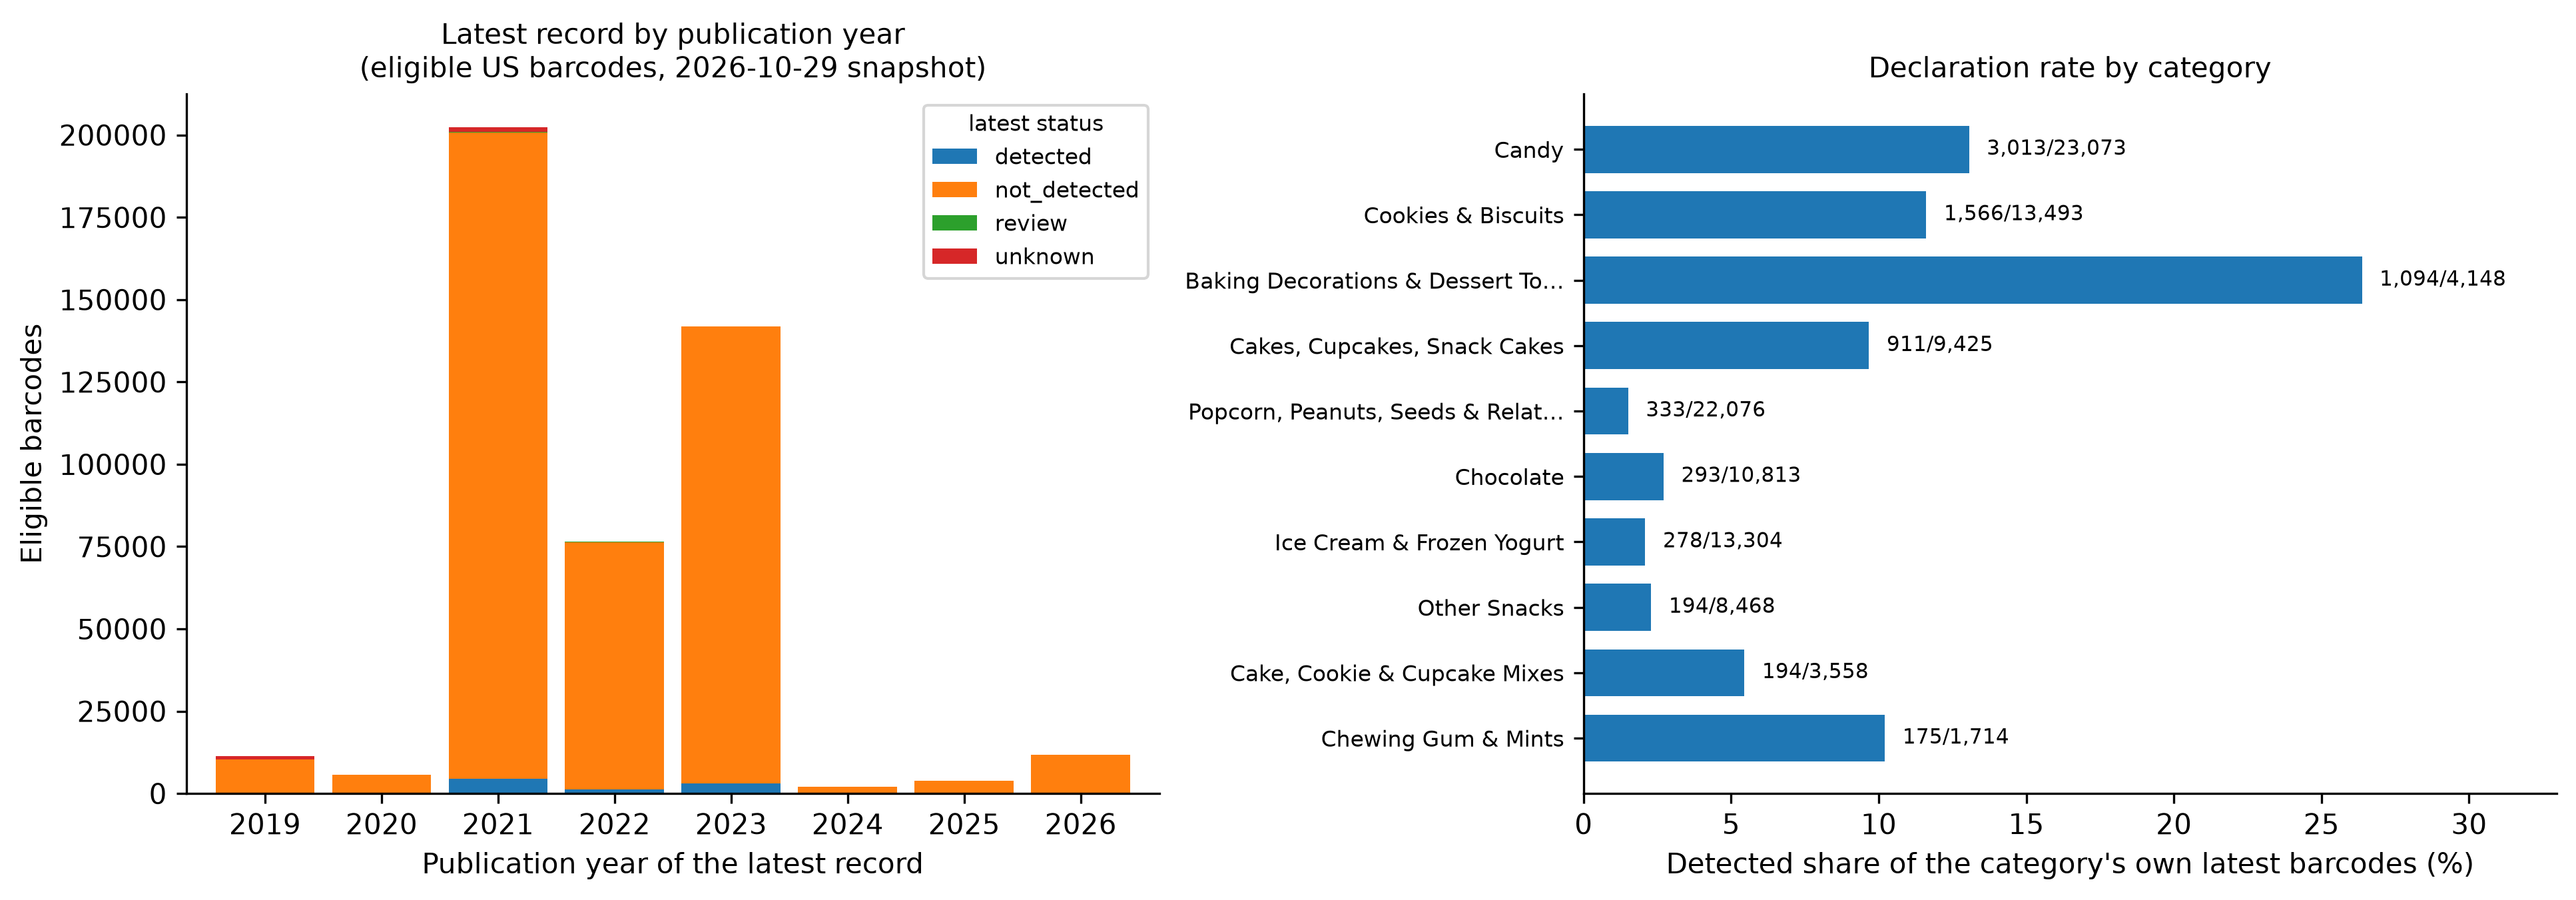 Latest record by publication year
(eligible US barcodes, 2026-10-29 snapshot)
Eligible barcodes
200000
175000
150000
125000
100000
75000
50000
25000
0
latest status
detected
not_detected
review
unknown
2019 2020 2021 2022 2023 2024 2025 2026
Publication year of the latest record
Declaration rate by category
Candy 3,013/23,073
Cookies & Biscuits 1,566/13,493
Baking Decorations & Dessert To… 1,094/4,148
Cakes, Cupcakes, Snack Cakes 911/9,425
Popcorn, Peanuts, Seeds & Relat… 333/22,076
Chocolate 293/10,813
Ice Cream & Frozen Yogurt 278/13,304
Other Snacks 194/8,468
Cake, Cookie & Cupcake Mixes 194/3,558
Chewing Gum & Mints 175/1,714
0 5 10 15 20 25 30
Detected share of the category's own latest barcodes (%)